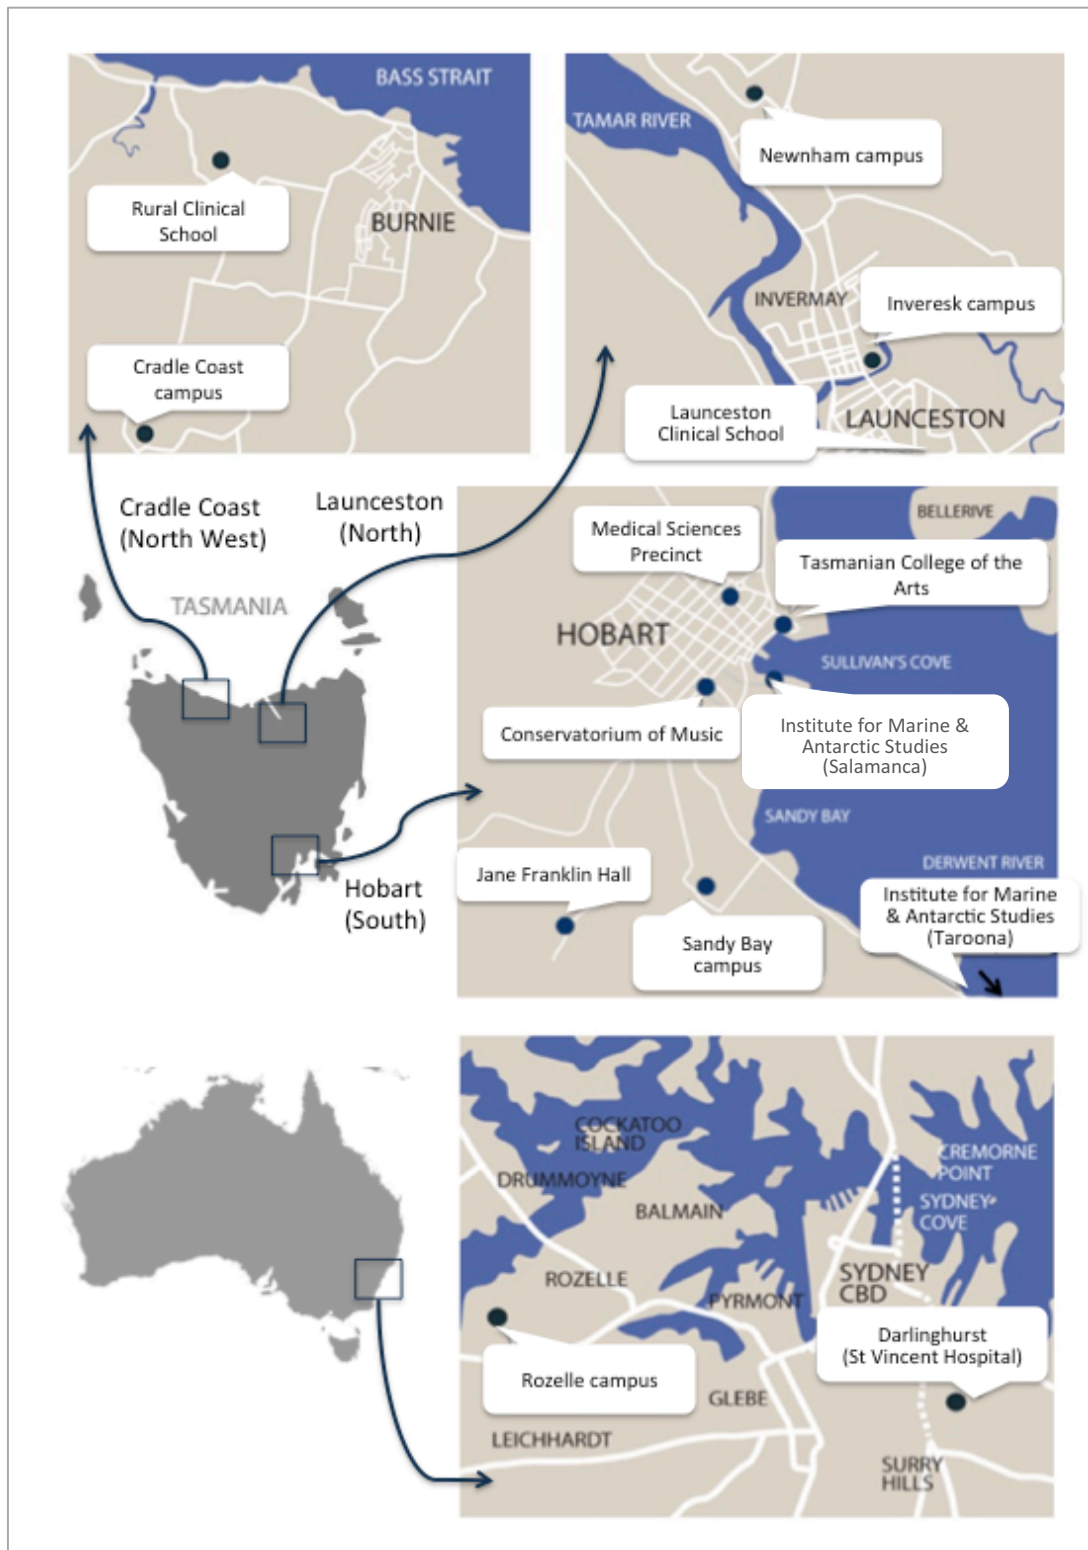 BASS STRAIT
Rural Clinical
School
BURNIE
Cradle Coast
campus
TAMAR RIVER
Newnham campus
INVERMAY
Inveresk campus
Launceston
Clinical School
LAUNCESTON
Cradle Coast
(North West)
Launceston
(North)
TASMANIA
Hobart
(South)
BELLERIVE
Medical Sciences
Precinct
Tasmanian College of the
Arts
HOBART
SULLIVAN'S COVE
Conservatorium of Music
Institute for Marine &
Antarctic Studies
(Salamanca)
SANDY BAY
DERWENT RIVER
Jane Franklin Hall
Institute for Marine
& Antarctic Studies
(Taroona)
Sandy Bay
campus
COCKATOO
ISLAND
DRUMMOYNE
BALMAIN
CREMORNE
POINT
SYDNEY
COVE
ROZELLE
PYRMONT
SYDNEY
CBD
Darlinghurst
(St Vincent Hospital)
Rozelle campus
GLEBE
LEICHHARDT
SURRY
HILLS